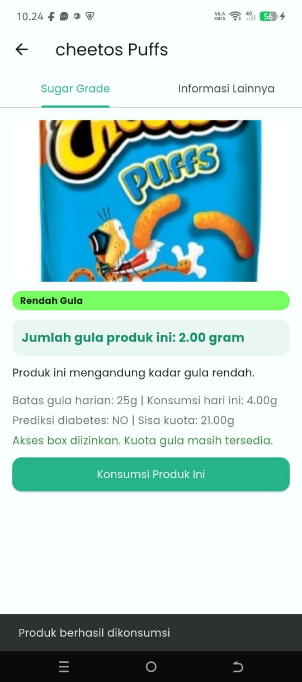 10.24
56
cheetos Puffs
Sugar Grade
Informasi Lainnya
Cheetos
PUFFS
Rendah Gula
Jumlah gula produk ini: 2.00 gram
Produk ini mengandung kadar gula rendah.
Batas gula harian: 25g | Konsumsi hari ini: 4.00g
Prediksi diabetes: NO | Sisa kuota: 21.00g
Akses box diizinkan. Kuota gula masih tersedia.
Konsumsi Produk Ini
Produk berhasil dikonsumsi